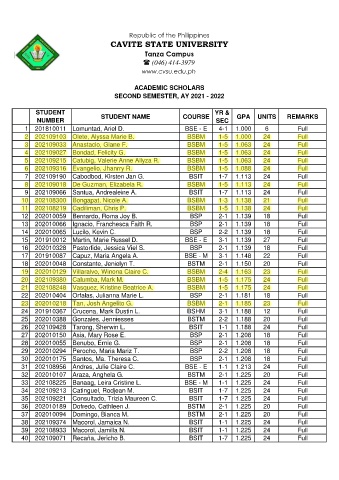 Republic of the Philippines
CAVITE STATE UNIVERSITY
Tanza Campus
☎ (046) 414-3979
www.cvsu.edu.ph
ACADEMIC SCHOLARS
SECOND SEMESTER, AY 2021 - 2022
STUDENT NUMBER STUDENT NAME COURSE YR & SEC GPA UNITS REMARKS
1 201810011 Lomuntad, Ariel D. BSE - E 4-1 1.000 6 Full
2 202109103 Olete, Alyssa Marie B. BSBM 1-5 1.000 24 Full
3 202109033 Anastacio, Giane F. BSBM 1-5 1.063 24 Full
4 202109027 Bondad, Felicity G. BSBM 1-5 1.063 24 Full
5 202109215 Catubig, Valerie Anne Allyza R. BSBM 1-5 1.063 24 Full
6 202109316 Evangelio, Jhanrry R. BSBM 1-5 1.088 24 Full
7 202109190 Cabodbod, Kirsten Jan G. BSIT 1-7 1.113 24 Full
8 202109018 De Guzman, Elizabela R. BSBM 1-5 1.113 24 Full
9 202109066 Santua, Andrealeine A. BSIT 1-7 1.113 24 Full
10 202108300 Bongapat, Nicole A. BSBM 1-3 1.138 21 Full
11 202108219 Cadiliman, Chris P. BSBM 1-5 1.138 24 Full
12 202010059 Bernardo, Roma Joy B. BSP 2-1 1.139 18 Full
13 202010066 Ignacio, Franchesca Faith R. BSP 2-1 1.139 18 Full
14 202010065 Lucilo, Kevin C. BSP 2-2 1.139 18 Full
15 201910012 Martin, Marie Russel D. BSE - E 3-1 1.139 27 Full
16 202010328 Pastorfide, Jessica Viel S. BSP 2-1 1.139 18 Full
17 201910087 Capuz, Maria Angela A. BSE - M 3-1 1.148 22 Full
18 202010048 Constante, Jenielyn T. BSTM 2-1 1.150 20 Full
19 202010129 Villaralvo, Winona Claire C. BSBM 2-4 1.163 23 Full
20 202109380 Calumba, Mark M. BSBM 1-5 1.175 24 Full
21 202108248 Vasquez, Kristine Beatrice A. BSBM 1-5 1.175 24 Full
22 202010404 Orfalas, Julianna Marie L. BSP 2-1 1.181 18 Full
23 202010218 Tan, Josh Angellio G. BSBM 2-1 1.185 23 Full
24 201910367 Crucena, Mark Dustin L. BSHM 3-1 1.188 12 Full
25 202010388 Gonzales, Jenniesses BSTM 2-2 1.188 20 Full
26 202109428 Tarong, Sherwin L. BSIT 1-1 1.188 24 Full
27 202010150 Asia, Mary Rose E. BSP 2-1 1.208 18 Full
28 202010055 Benubo, Ernie G. BSP 2-1 1.208 18 Full
29 202010294 Perocho, Maria Mariz T. BSP 2-2 1.208 18 Full
30 202010175 Santos, Ma. Theresa C. BSP 2-1 1.208 18 Full
31 202108956 Andres, Julie Claire C. BSE - E 1-1 1.213 24 Full
32 202010107 Araza, Anghela G. BSTM 2-1 1.225 20 Full
33 202108225 Banaag, Leira Cristine L. BSE - M 1-1 1.225 24 Full
34 202109213 Catinguel, Rodjean M. BSIT 1-7 1.225 24 Full
35 202109221 Consultado, Trizia Maureen C. BSIT 1-7 1.225 24 Full
36 202010189 Dofredo, Cathleen J. BSTM 2-1 1.225 20 Full
37 202010094 Domingo, Bianca M. BSTM 2-1 1.225 20 Full
38 202109374 Macorol, Jamaica N. BSIT 1-1 1.225 24 Full
39 202108933 Macorol, Jamilla N. BSIT 1-1 1.225 24 Full
40 202109071 Recaña, Jericho B. BSIT 1-7 1.225 24 Full